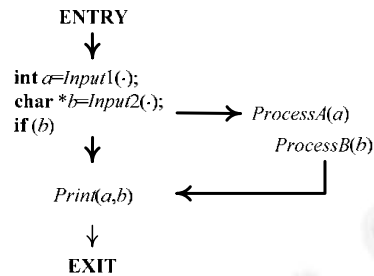 ENTRY
int a=Input1(·);
char *b=Input2(·);
if (b)
ProcessA(a)
ProcessB(b)
Print(a,b)
EXIT